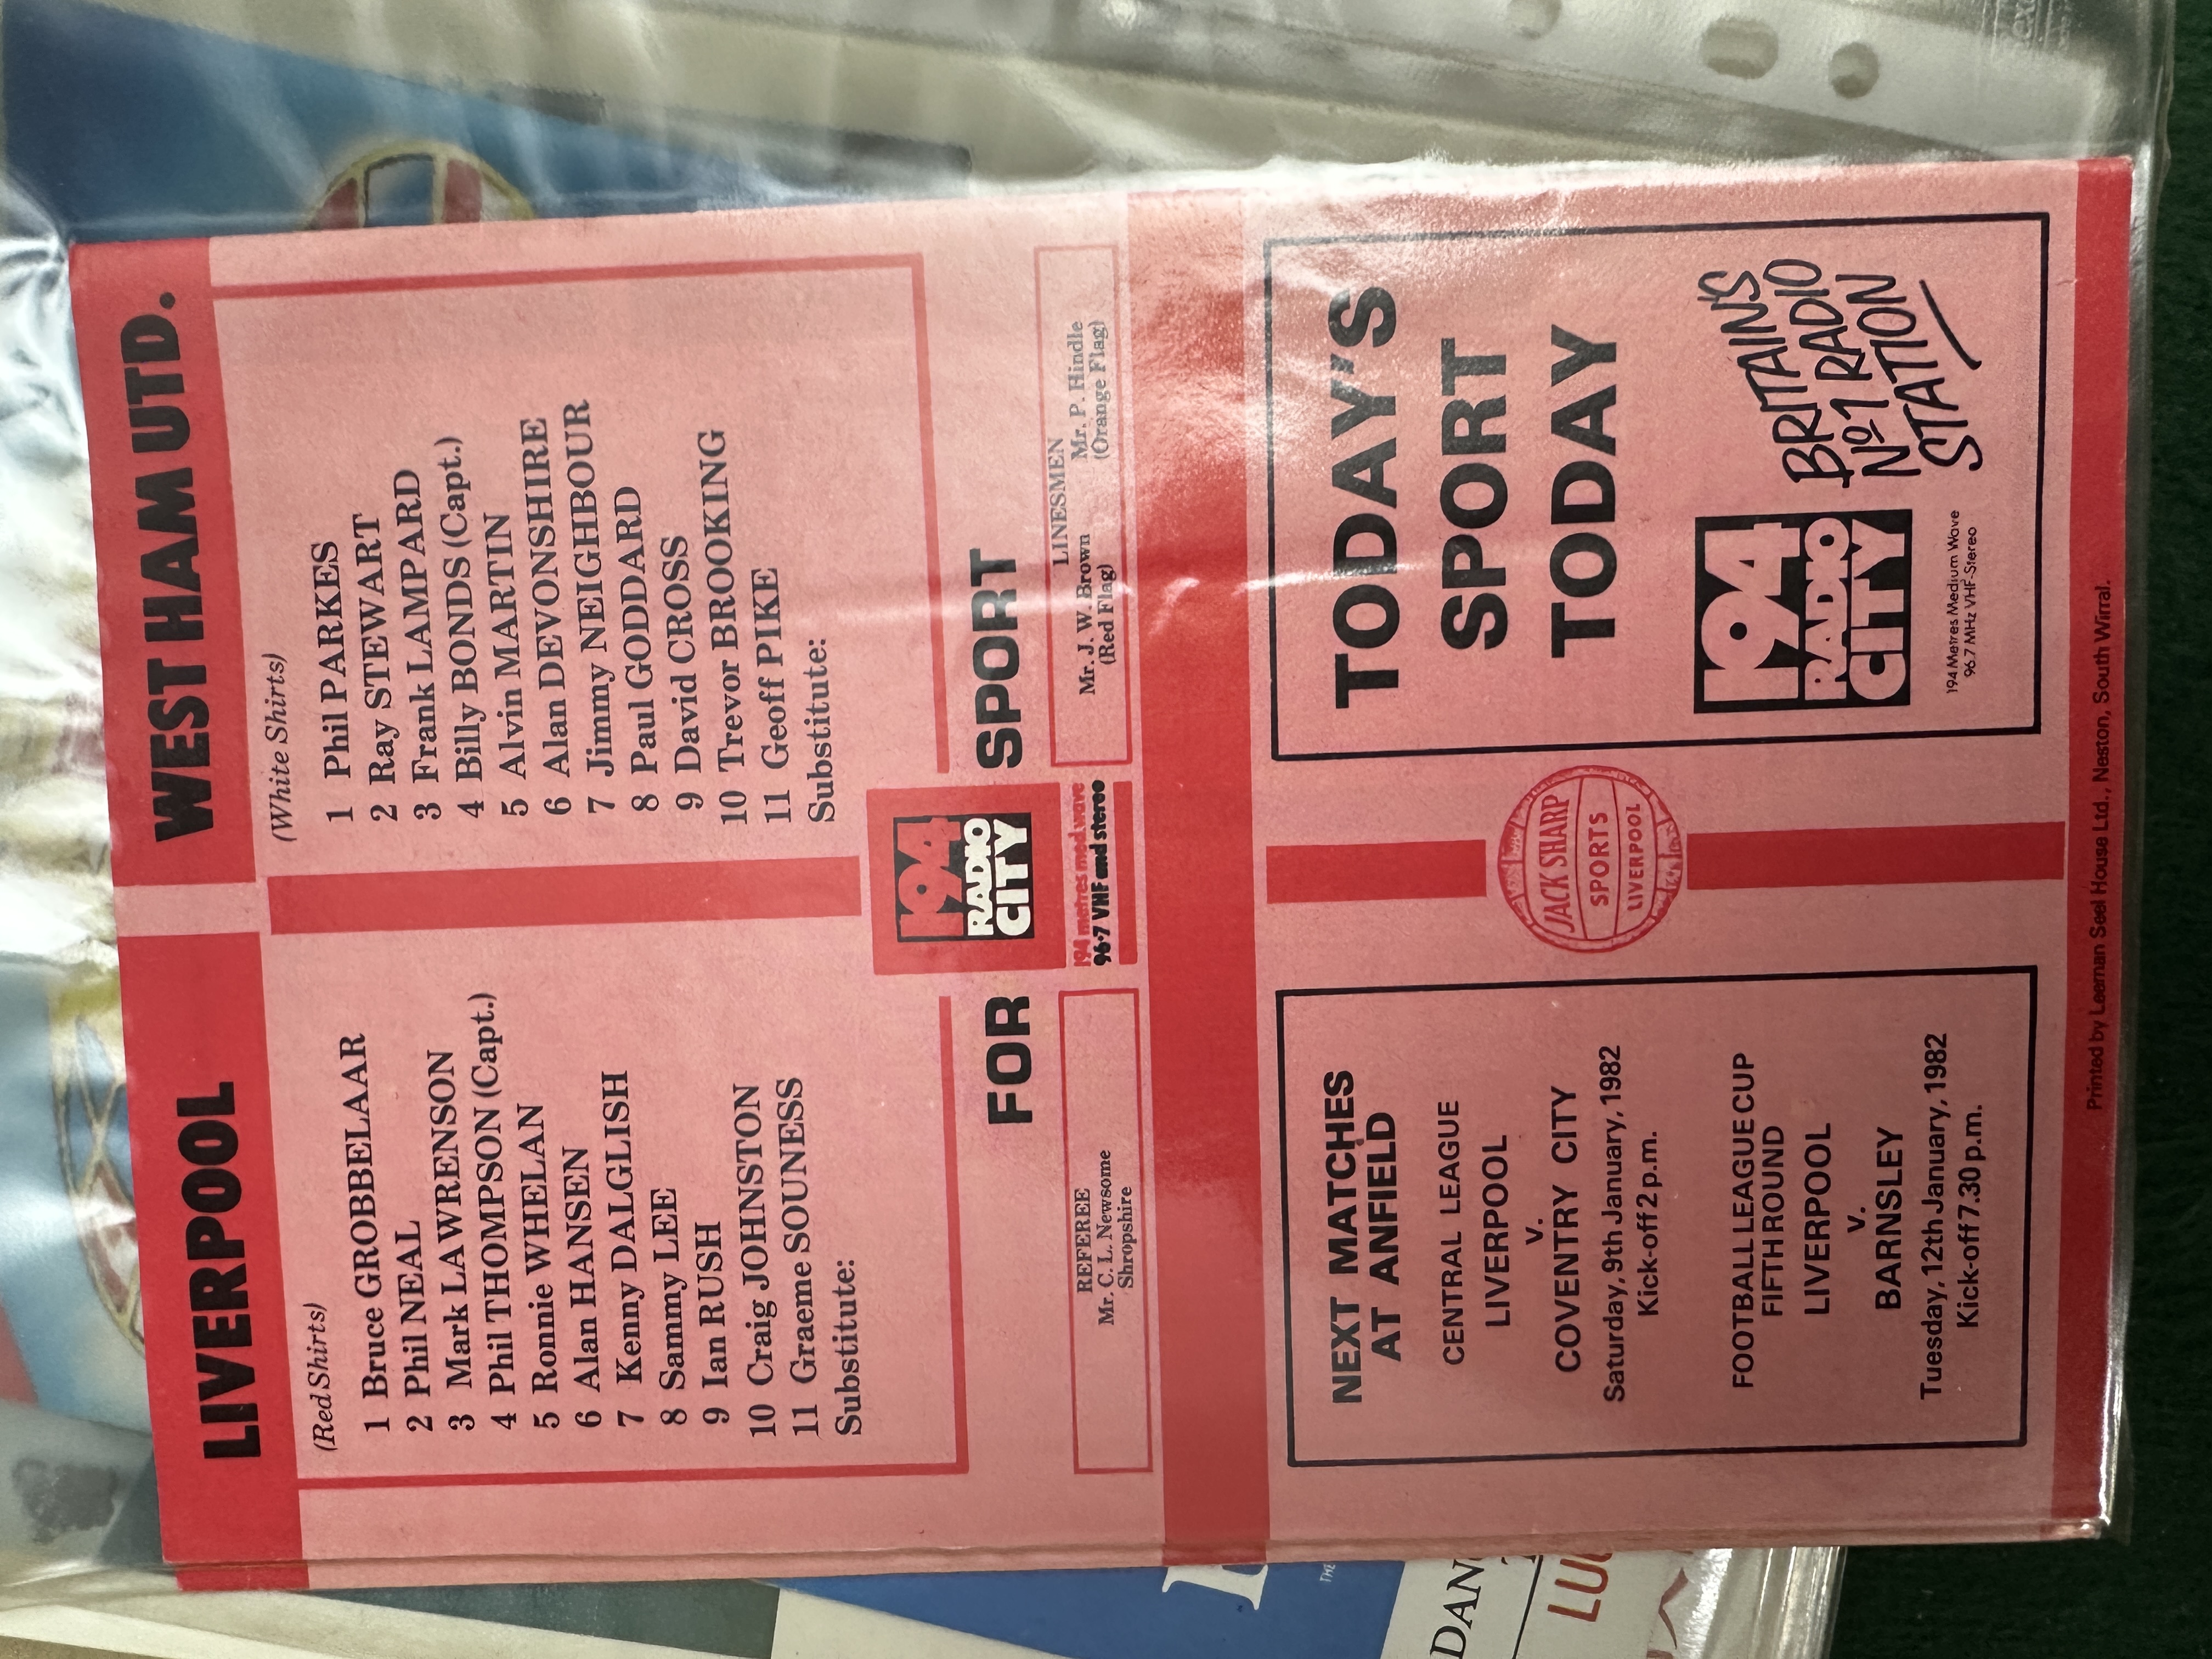 LIVERPOOL
(Red Shirts)
1 Bruce GROBBELAAR
2 Phil NEAL
3 Mark LAWRENSON
4 Phil THOMPSON (Capt.)
5 Ronnie WHELAN
6 Alan HANSEN
7 Kenny DALGLISH
8 Sammy LEE
9 Ian RUSH
10 Craig JOHNSTON
11 Graeme SOUNESS
Substitute:
WEST HAM UTD.
(White Shirts)
1 Phil PARKES
2 Ray STEWART
3 Frank LAMPARD
4 Billy BONDS (Capt.)
5 Alvin MARTIN
6 Alan DEVONSHIRE
7 Jimmy NEIGHBOUR
8 Paul GODDARD
9 David CROSS
10 Trevor BROOKING
11 Geoff PIKE
Substitute:
FOR
194
RADIO
CITY
194 metres med. wave
96·7 VHF and stereo
SPORT
REFEREE
Mr. C. L. Newsome
Shropshire
LINESMEN
Mr. J. W. Brown
(Red Flag)
Mr. P. Hindle
(Orange Flag)
NEXT MATCHES
AT ANFIELD
CENTRAL LEAGUE
LIVERPOOL
v.
COVENTRY CITY
Saturday, 9th January, 1982
Kick-off 2 p.m.
FOOTBALL LEAGUE CUP
FIFTH ROUND
LIVERPOOL
v.
BARNSLEY
Tuesday, 12th January, 1982
Kick-off 7.30 p.m.
JACK SHARP
SPORTS
LIVERPOOL
TODAY'S
SPORT
TODAY
194
RADIO
CITY
194 Metres Medium Wave
96.7 MHz VHF-Stereo
BRITAIN'S
Nº1 RADIO
STATION
Printed by Leeman Seel House Ltd., Neston, South Wirral.
DAN
LU
THE